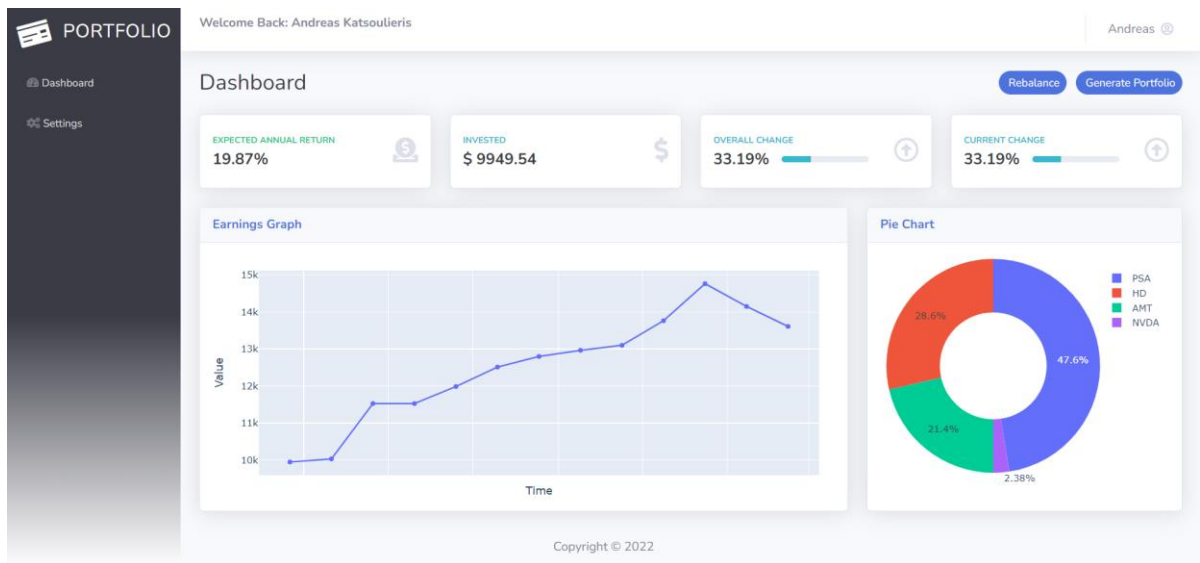 PORTFOLIO
Welcome Back: Andreas Katsoulieris
Andreas
Dashboard
Settings
Dashboard
Rebalance
Generate Portfolio
EXPECTED ANNUAL RETURN
19.87%
INVESTED
$ 9949.54
OVERALL CHANGE
33.19%
CURRENT CHANGE
33.19%
Earnings Graph
15k
14k
13k
12k
11k
10k
Value
Time
Pie Chart
28.6%
47.6%
21.4%
2.38%
PSA
HD
AMT
NVDA
Copyright © 2022